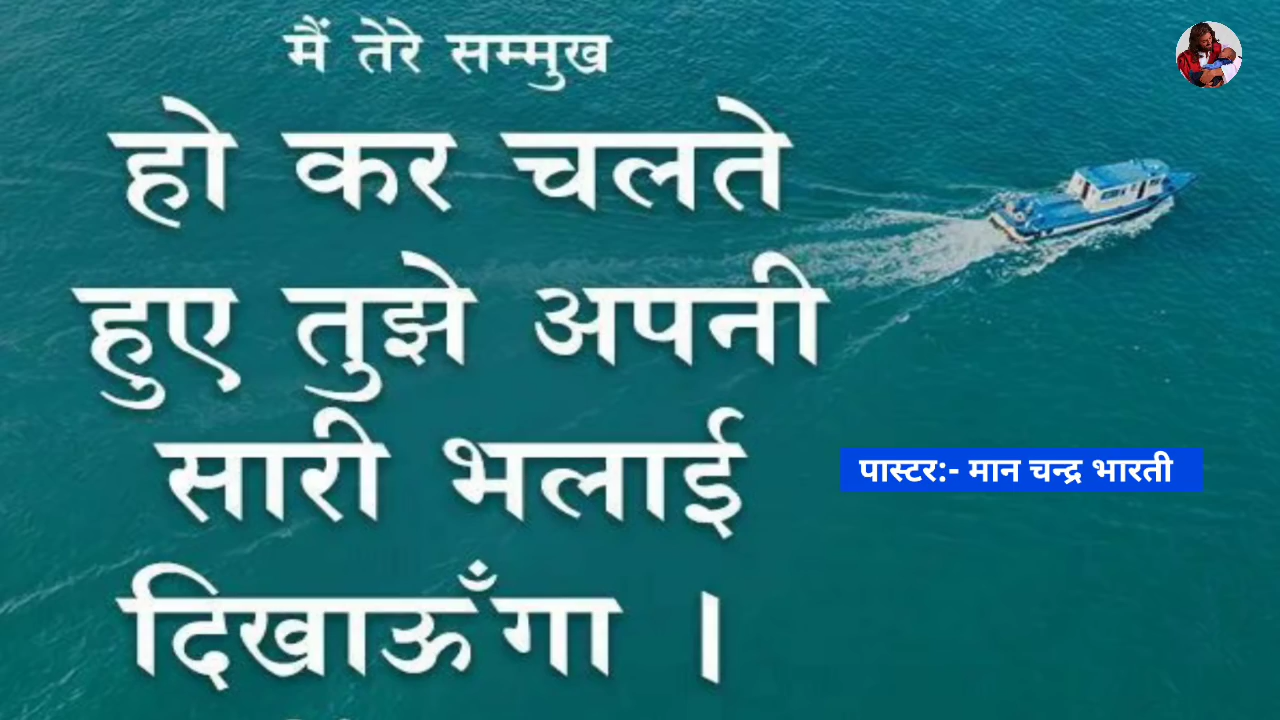 मैं तेरे सम्मुख
हो कर चलते
हुए तुझे अपनी
सारी भलाई
दिखाऊँगा ।
पास्टर:- मान चन्द्र भारती